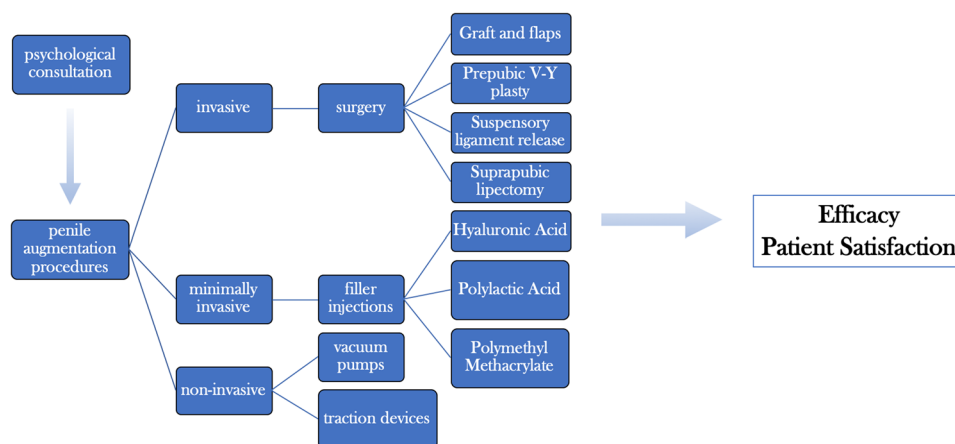 psychological
consultation
penile
augmentation
procedures
invasive
surgery
Graft and flaps
Prepubic V-Y
plasty
Suspensory
ligament release
Suprapubic
lipectomy
minimally
invasive
filler
injections
Hyaluronic Acid
Polylactic Acid
Polymethyl
Methacrylate
non-invasive
vacuum
pumps
traction devices
Efficacy
Patient Satisfaction